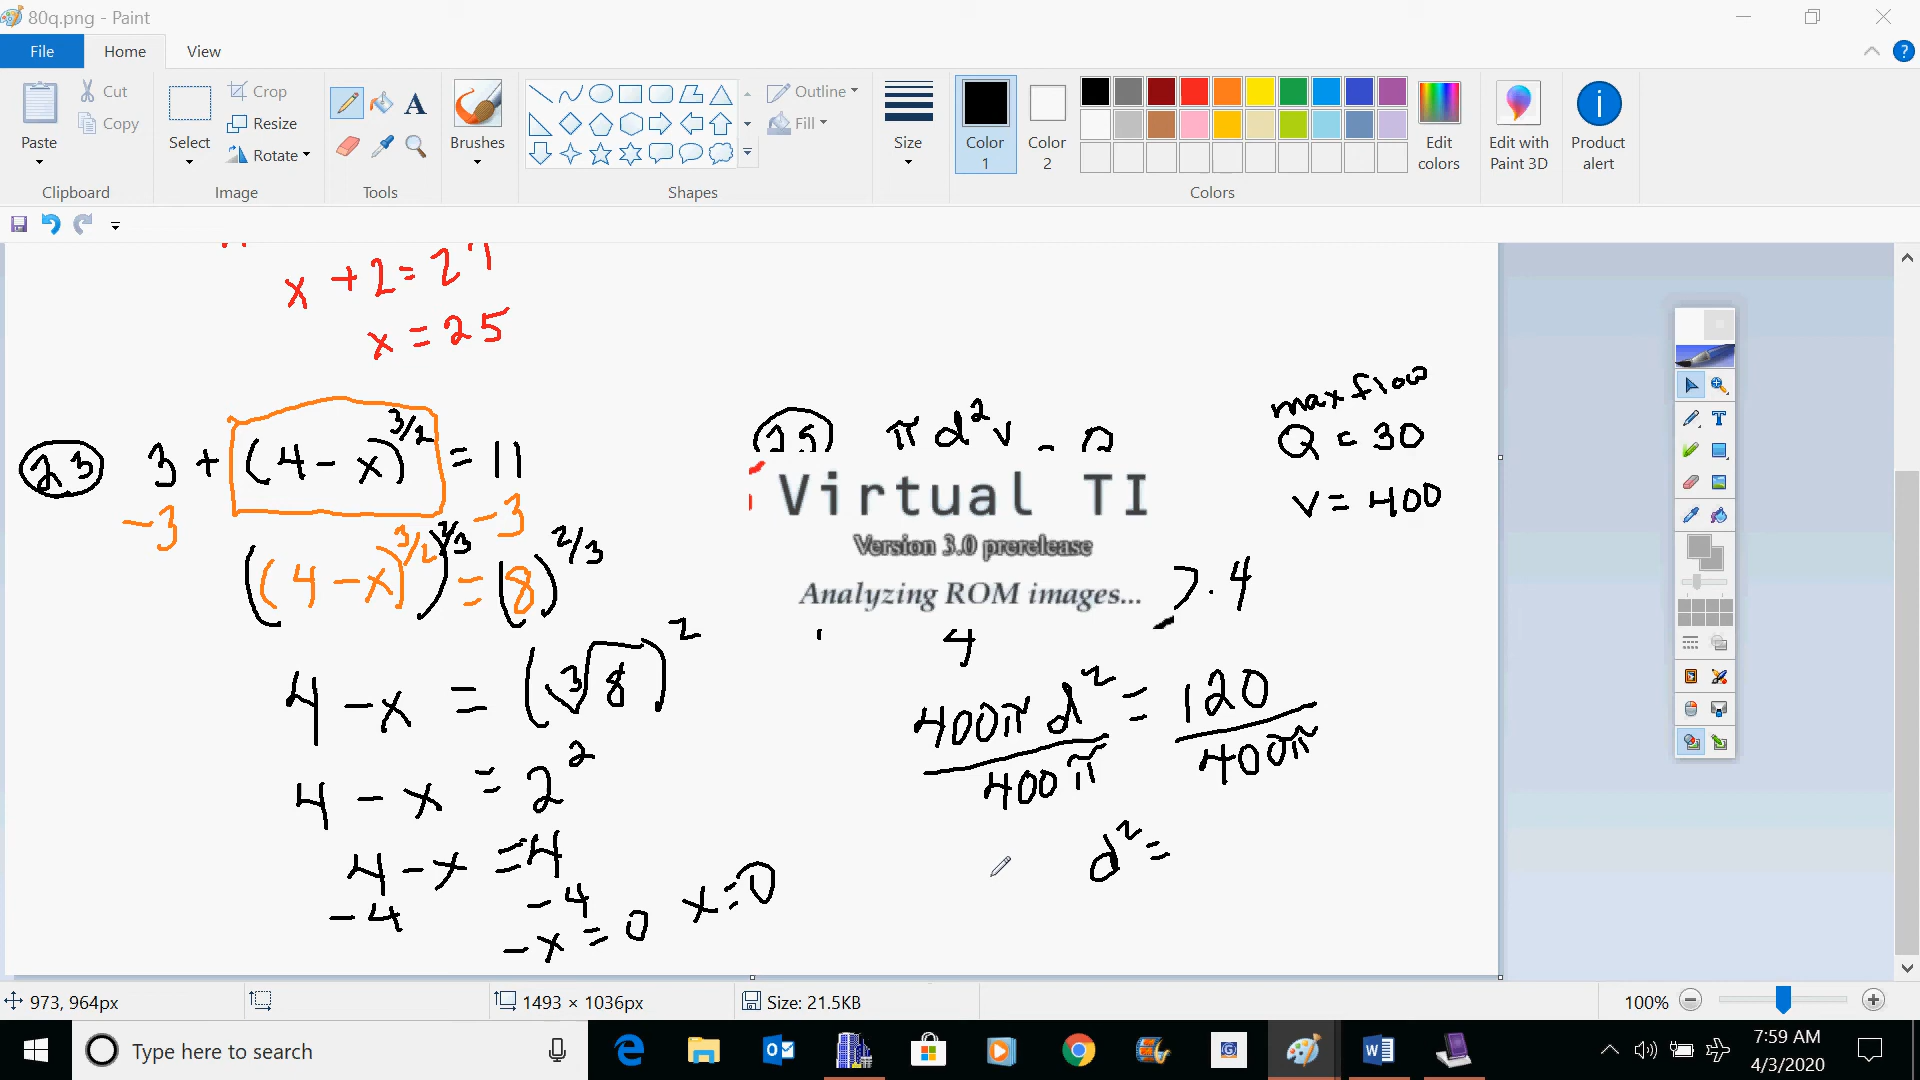 80q.png - Paint
File Home View
Paste Cut Copy Clipboard
Select Crop Resize Rotate Image
Tools
Brushes
Shapes
Outline Fill
Size
Color 1 Color 2
Edit colors
Colors
Edit with Paint 3D
Product alert
x + 2 = 27
x = 25
max flow
Q = 30
v = 400
23 3 + (4 - x)^3/2 = 11
-3 -3
((4 - x)^3/2)^2/3 = (8)^2/3
4 - x = (∛8)^2
4 - x = 2^2
4 - x = 4
-4 -4
-x = 0 x = 0
25 π d^2 v = Q
Virtual TI
Version 3.0 prerelease
Analyzing ROM images...
. 4
4
400π d^2 = 120
400π 400π
d^2 =
973, 964px
1493 × 1036px
Size: 21.5KB
100%
Type here to search
7:59 AM
4/3/2020